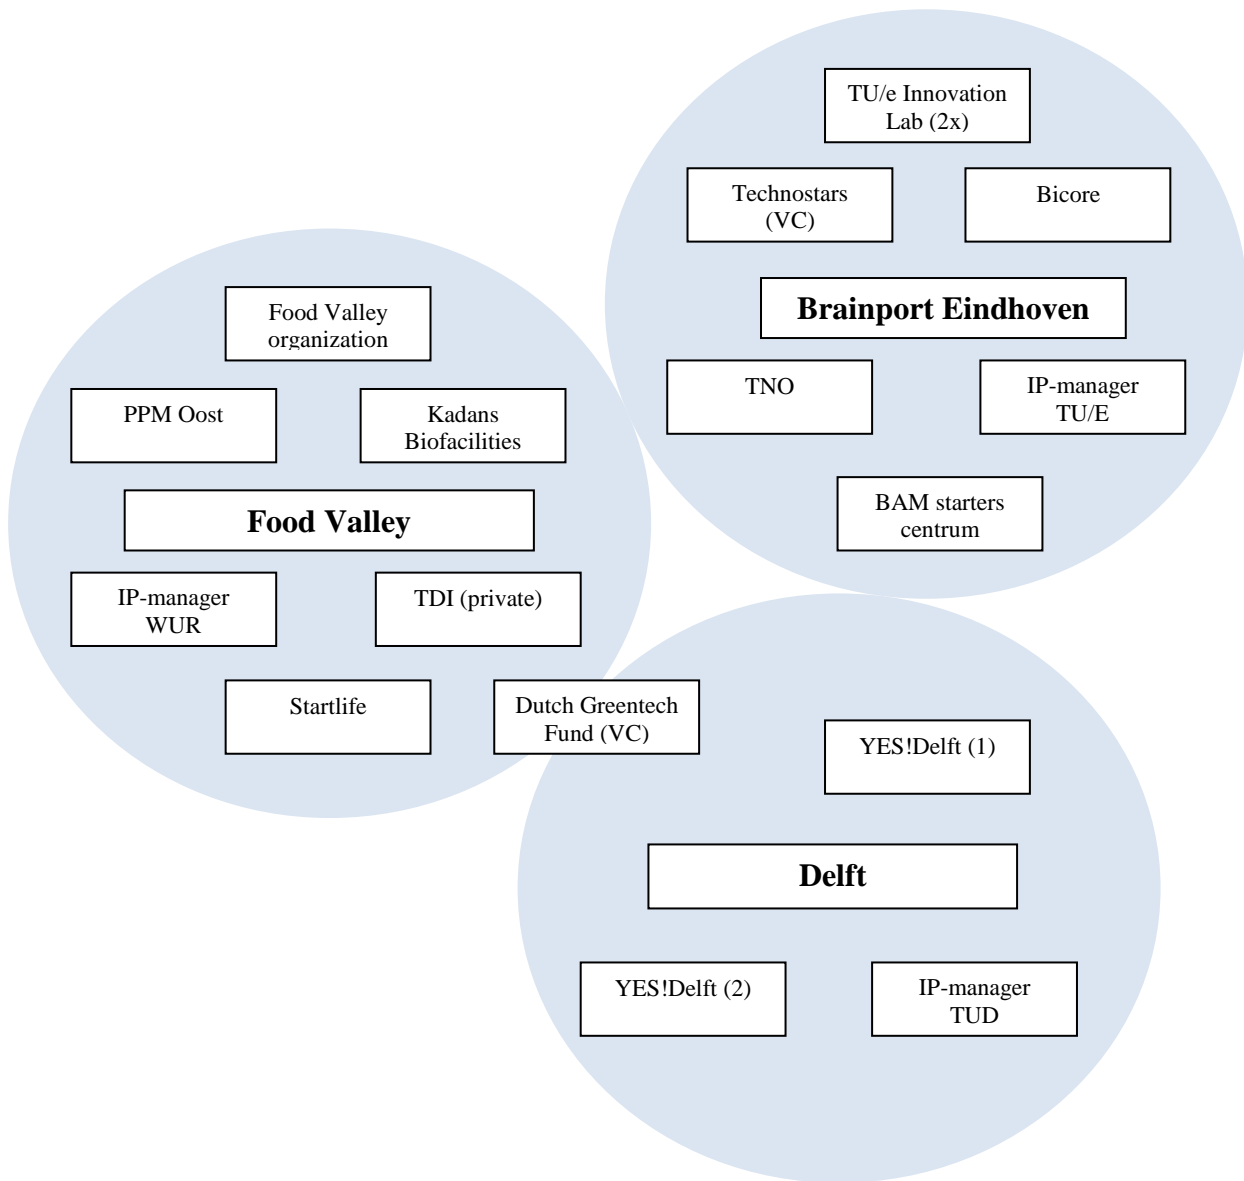 TU/e Innovation
Lab (2x)
Technostars
(VC)
Bicore
Brainport Eindhoven
TNO
IP-manager
TU/E
BAM starters
centrum
Food Valley
organization
PPM Oost
Kadans
Biofacilities
Food Valley
IP-manager
WUR
TDI (private)
Startlife
Dutch Greentech
Fund (VC)
YES!Delft (1)
Delft
YES!Delft (2)
IP-manager
TUD